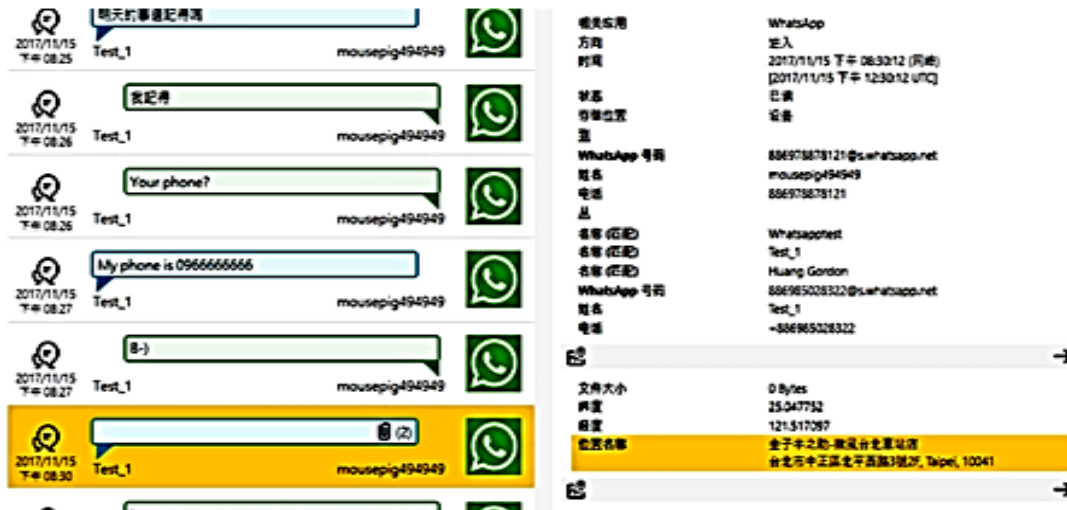 明天的事還記得嗎
2017/11/15
下午 08:25
Test_1
mousepig494949
我記得
2017/11/15
下午 08:26
Test_1
mousepig494949
Your phone?
2017/11/15
下午 08:26
Test_1
mousepig494949
My phone is 0966666666
2017/11/15
下午 08:27
Test_1
mousepig494949
8-)
2017/11/15
下午 08:27
Test_1
mousepig494949
(2)
2017/11/15
下午 08:30
Test_1
mousepig494949
相关应用 WhatsApp
方向 进入
时间 2017/11/15 下午 08:30:12 (网络)
[2017/11/15 下午 12:30:12 UTC]
状态 已读
存储位置 设备
到
WhatsApp 号码 886978878121@s.whatsapp.net
姓名 mousepig494949
电话 886978878121
从
名称 (匹配) Whatsapptest
名称 (匹配) Test_1
名称 (匹配) Huang Gordon
WhatsApp 号码 886985028322@s.whatsapp.net
姓名 Test_1
电话 +886985028322
文件大小 0 Bytes
纬度 25.047752
经度 121.517097
位置名称 金子半之助-微風台北車站店
台北市中正區北平西路3號2F, Taipei, 10041